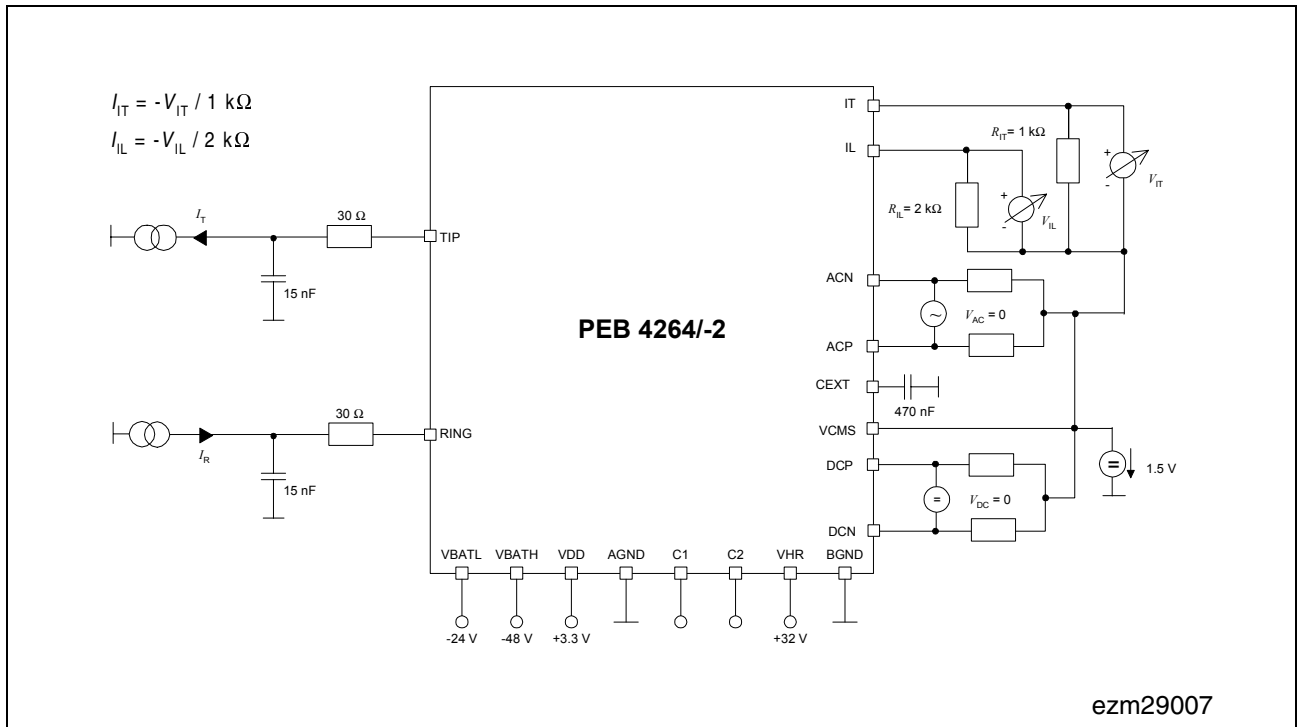 I_IT = -V_IT / 1 kΩ
I_IL = -V_IL / 2 kΩ
IT
R_IT = 1 kΩ
V_IT
IL
R_IL = 2 kΩ
V_IL
I_T
30 Ω
TIP
15 nF
ACN
V_AC = 0
ACP
PEB 4264/-2
CEXT
470 nF
I_R
30 Ω
RING
15 nF
VCMS
1.5 V
DCP
V_DC = 0
DCN
VBATL VBATH VDD AGND C1 C2 VHR BGND
-24 V -48 V +3.3 V +32 V
ezm29007